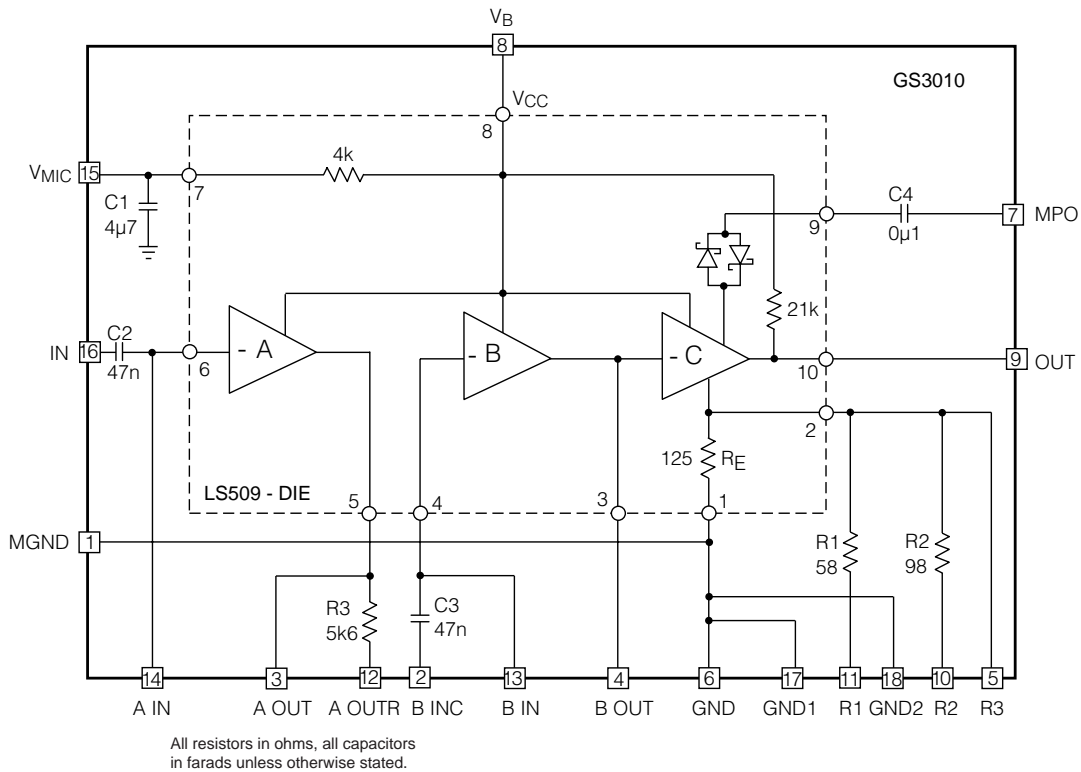 VB
8
GS3010
VCC
8
4k
VMIC
15
7
C1
4µ7
C4
0µ1
9
7
MPO
21k
IN
16
C2
47n
6
- A
- B
- C
10
9
OUT
2
125
RE
LS509 - DIE
5
4
3
1
MGND
1
R1
58
R2
98
R3
5k6
C3
47n
14
3
12
2
13
4
6
17
11
18
10
5
A IN
A OUT
A OUTR
B INC
B IN
B OUT
GND
GND1
R1
GND2
R2
R3
All resistors in ohms, all capacitors
in farads unless otherwise stated.